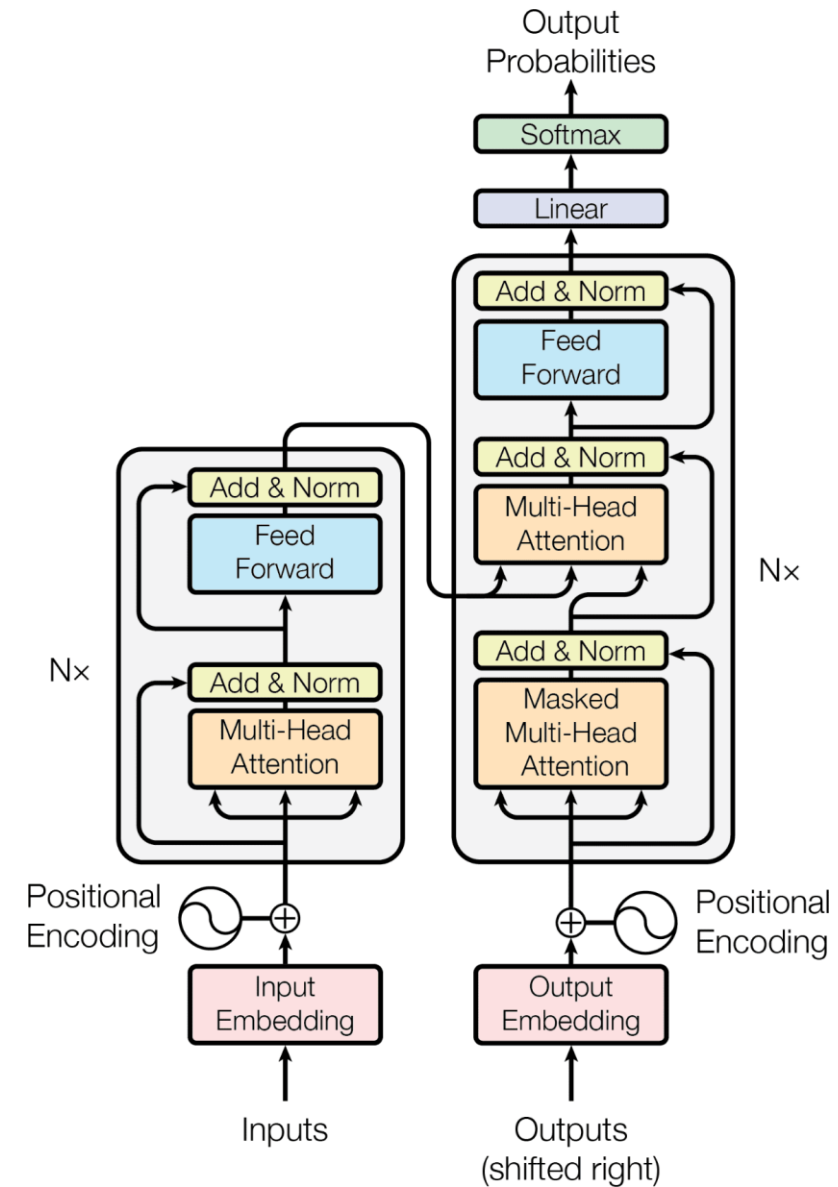 Output
Probabilities
Softmax
Linear
Add & Norm
Feed
Forward
Add & Norm
Multi-Head
Attention
Add & Norm
Masked
Multi-Head
Attention
N×
Add & Norm
Feed
Forward
Add & Norm
Multi-Head
Attention
N×
Positional
Encoding
Positional
Encoding
Input
Embedding
Output
Embedding
Inputs
Outputs
(shifted right)